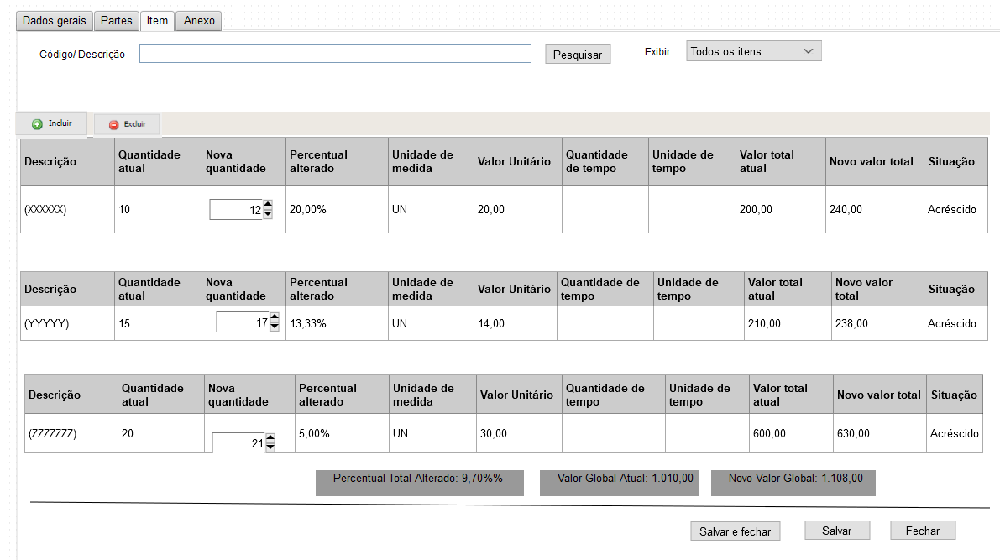 Dados gerais Partes Item Anexo
Código/ Descrição Pesquisar Exibir Todos os itens
Incluir Excluir
Descrição Quantidade atual Nova quantidade Percentual alterado Unidade de medida Valor Unitário Quantidade de tempo Unidade de tempo Valor total atual Novo valor total Situação
(XXXXXX) 10 12 20,00% UN 20,00 200,00 240,00 Acréscido
Descrição Quantidade atual Nova quantidade Percentual alterado Unidade de medida Valor Unitário Quantidade de tempo Unidade de tempo Valor total atual Novo valor total Situação
(YYYYY) 15 17 13,33% UN 14,00 210,00 238,00 Acréscido
Descrição Quantidade atual Nova quantidade Percentual alterado Unidade de medida Valor Unitário Quantidade de tempo Unidade de tempo Valor total atual Novo valor total Situação
(ZZZZZZZ) 20 21 5,00% UN 30,00 600,00 630,00 Acréscido
Percentual Total Alterado: 9,70%% Valor Global Atual: 1.010,00 Novo Valor Global: 1.108,00
Salvar e fechar Salvar Fechar